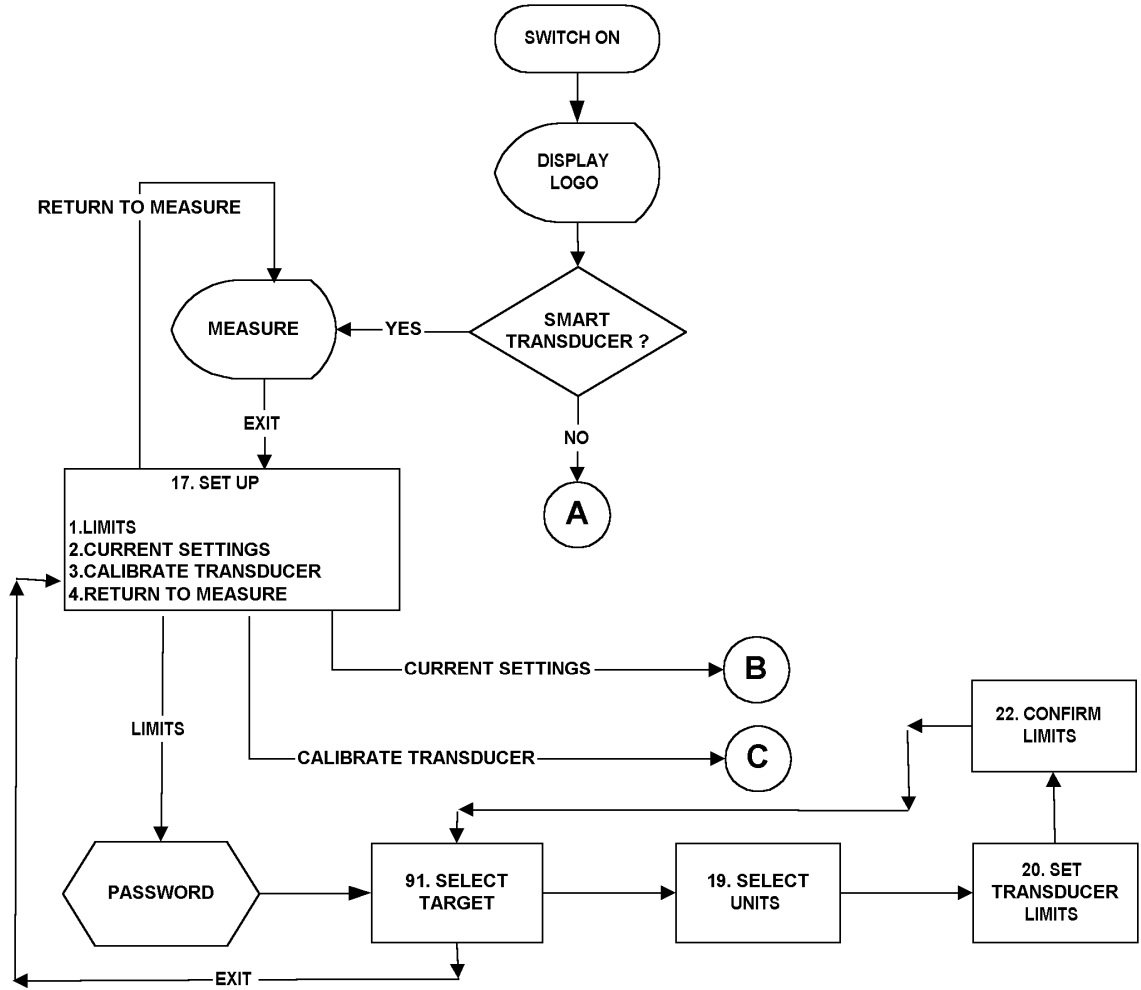 SWITCH ON
DISPLAY
LOGO
RETURN TO MEASURE
MEASURE
YES
SMART
TRANSDUCER ?
EXIT
NO
A
17. SET UP
1.LIMITS
2.CURRENT SETTINGS
3.CALIBRATE TRANSDUCER
4.RETURN TO MEASURE
CURRENT SETTINGS
B
LIMITS
CALIBRATE TRANSDUCER
C
22. CONFIRM
LIMITS
PASSWORD
91. SELECT
TARGET
19. SELECT
UNITS
20. SET
TRANSDUCER
LIMITS
EXIT